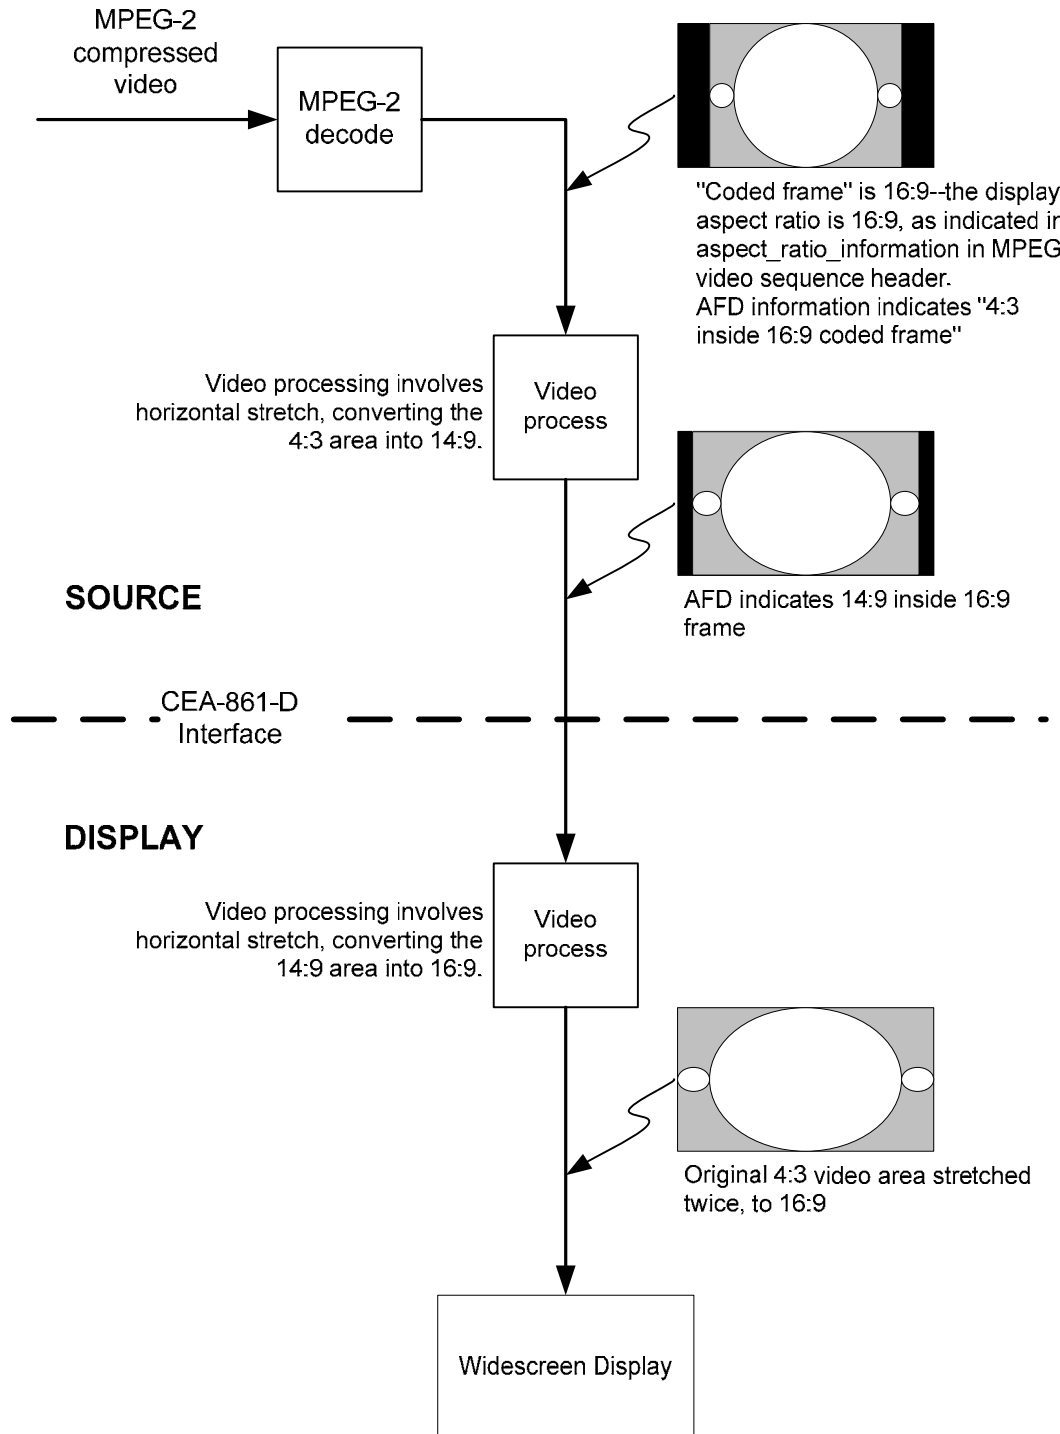 MPEG-2
compressed
video
MPEG-2
decode
"Coded frame" is 16:9--the display
aspect ratio is 16:9, as indicated ir
aspect_ratio_information in MPEG
video sequence header.
AFD information indicates "4:3
inside 16:9 coded frame"
Video processing involves
horizontal stretch, converting the
4:3 area into 14:9.
Video
process
AFD indicates 14:9 inside 16:9
frame
SOURCE
CEA-861-D
Interface
DISPLAY
Video processing involves
horizontal stretch, converting the
14:9 area into 16:9.
Video
process
Original 4:3 video area stretched
twice, to 16:9
Widescreen Display